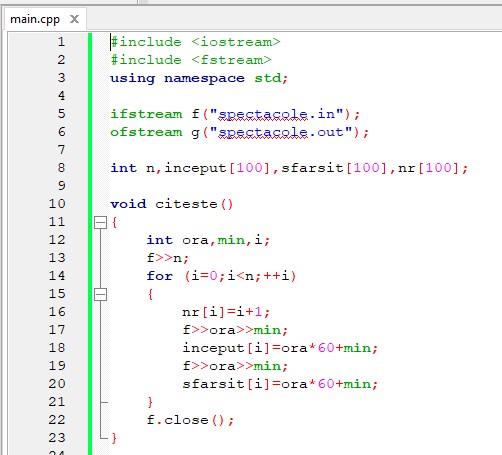 main.cpp X
1 #include <iostream>
2 #include <fstream>
3 using namespace std;
4
5 ifstream f("spectacole.in");
6 ofstream g("spectacole.out");
7
8 int n,inceput[100],sfarsit[100],nr[100];
9
10 void citeste()
11 {
12 int ora,min,i;
13 f>>n;
14 for (i=0;i<n;++i)
15 {
16 nr[i]=i+1;
17 f>>ora>>min;
18 inceput[i]=ora*60+min;
19 f>>ora>>min;
20 sfarsit[i]=ora*60+min;
21 }
22 f.close();
23 }